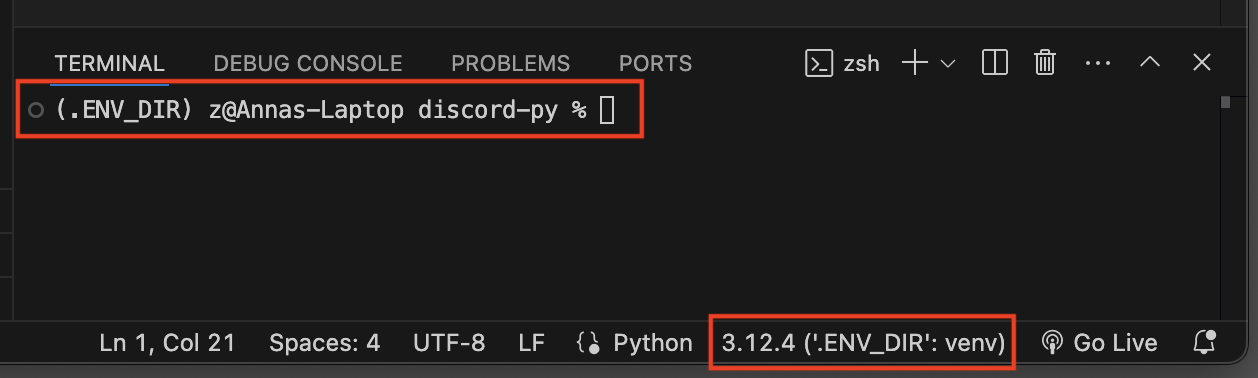 TERMINAL DEBUG CONSOLE PROBLEMS PORTS zsh
(.ENV_DIR) z@Annas-Laptop discord-py %
Ln 1, Col 21 Spaces: 4 UTF-8 LF Python 3.12.4 ('.ENV_DIR': venv) Go Live